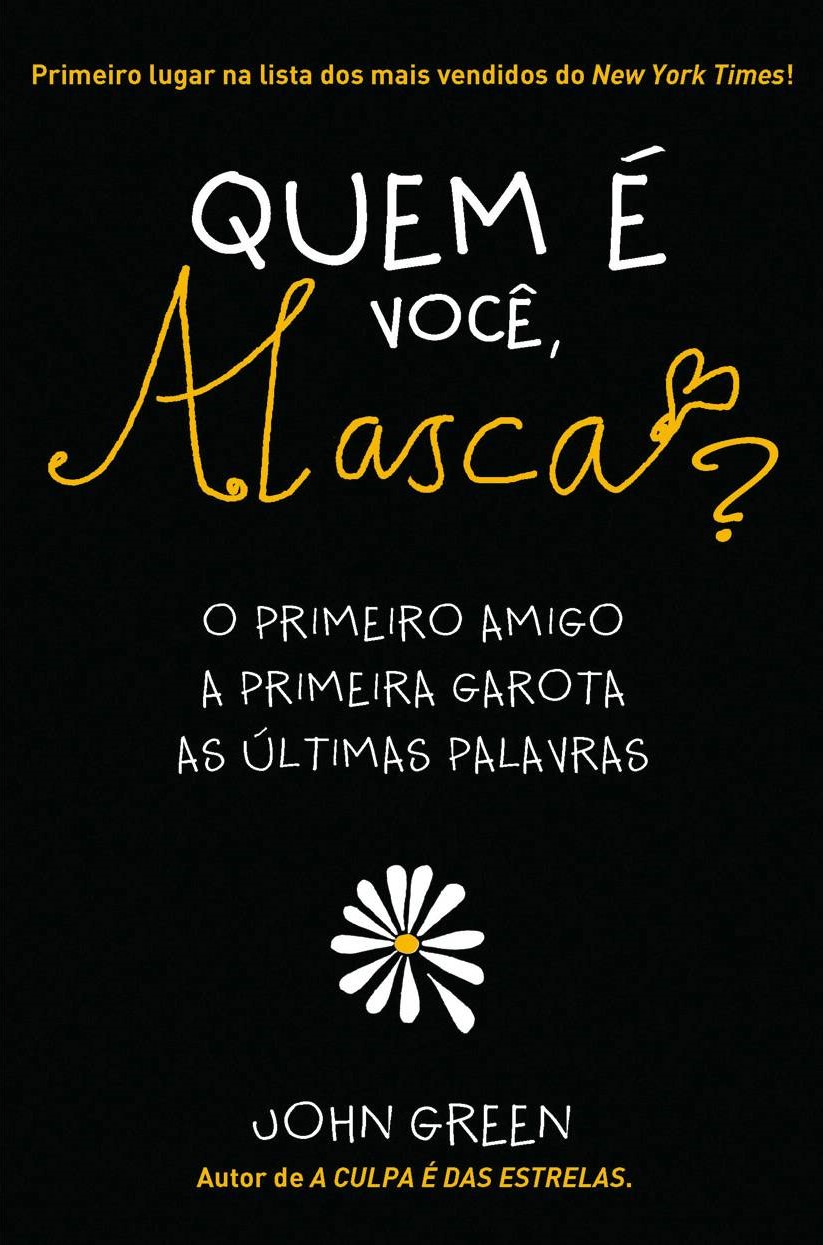 Primeiro lugar na lista dos mais vendidos do New York Times!
QUEM É
VOCÊ,
Alasca?
O PRIMEIRO AMIGO
A PRIMEIRA GAROTA
AS ÚLTIMAS PALAVRAS
JOHN GREEN
Autor de A CULPA É DAS ESTRELAS.